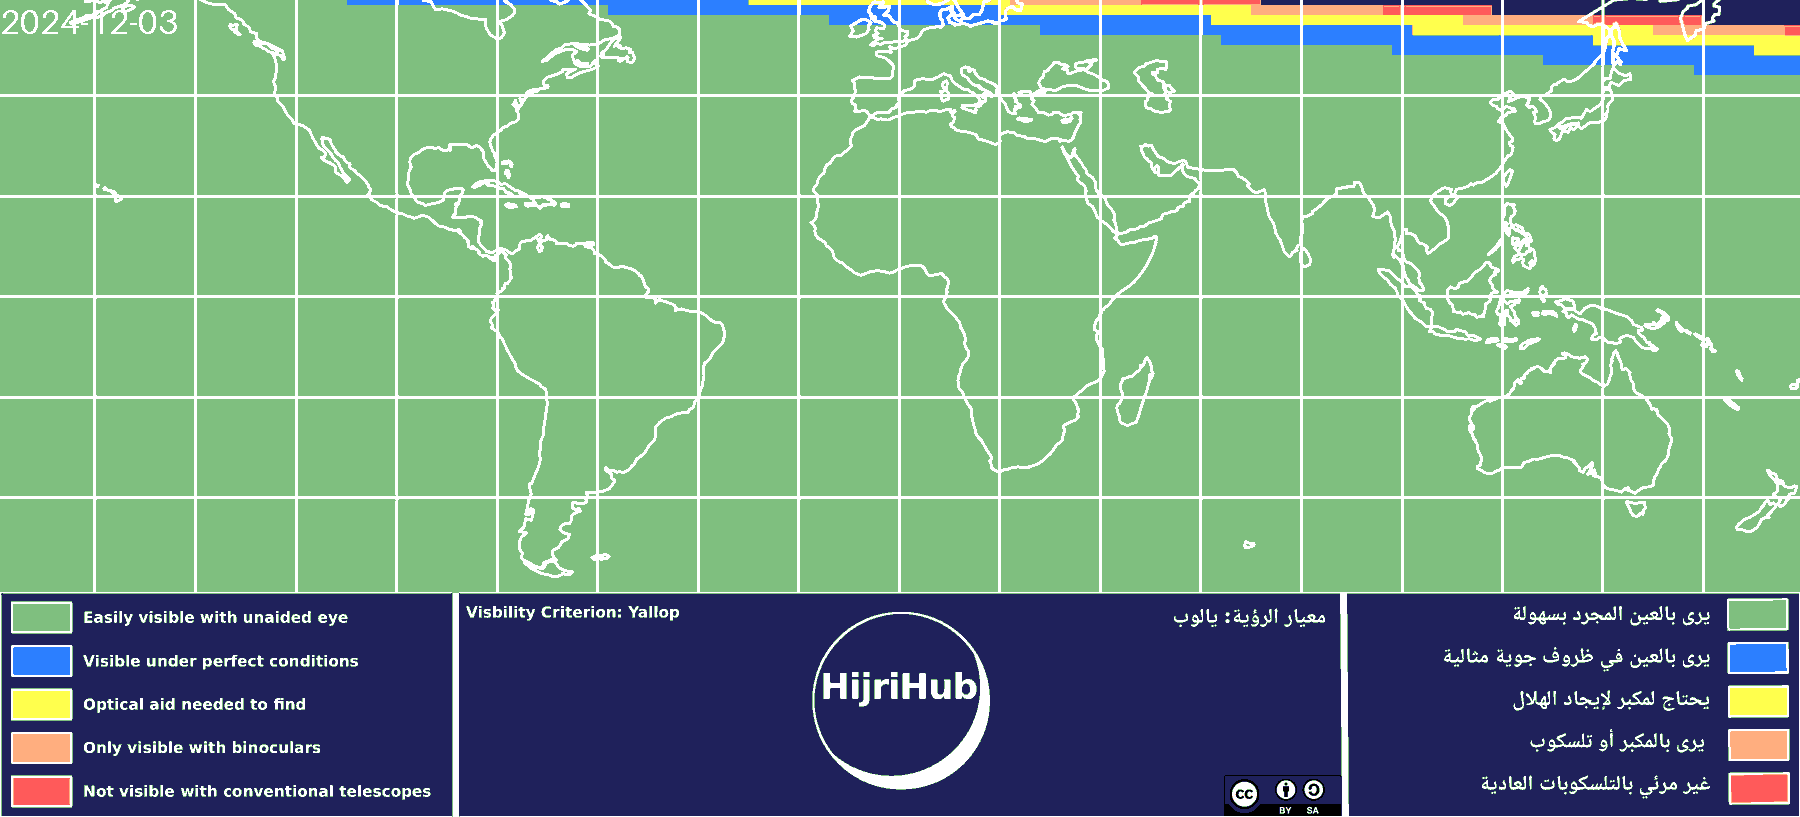 2024-12-03
Easily visible with unaided eye
Visible under perfect conditions
Optical aid needed to find
Only visible with binoculars
Not visible with conventional telescopes
Visbility Criterion: Yallop
معيار الرؤية: يالوب
HijriHub
cc
BY SA
يرى بالعين المجرد بسهولة
يرى بالعين في ظروف جوية مثالية
يحتاج لمكبر لإيجاد الهلال
يرى بالمكبر أو تلسكوب
غير مرئي بالتلسكوبات العادية